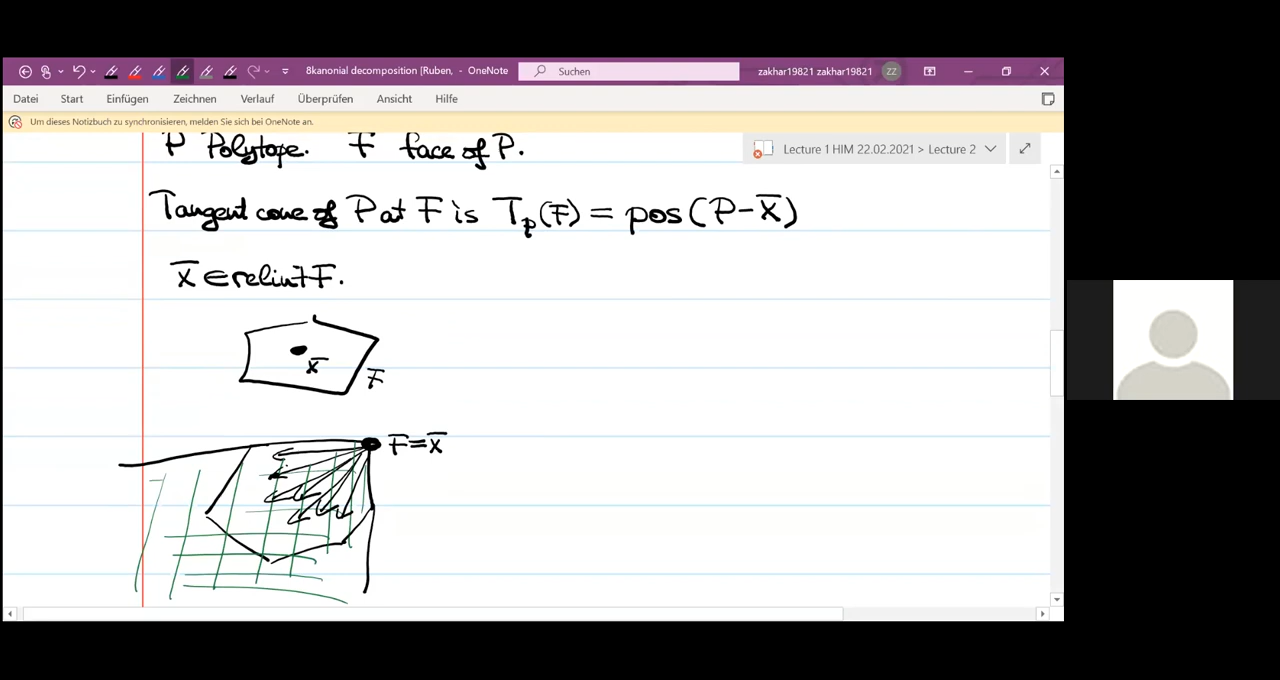 8kanonial decomposition [Ruben, - OneNote
Suchen
zakhar19821 zakhar19821 ZZ
Datei Start Einfügen Zeichnen Verlauf Überprüfen Ansicht Hilfe
Um dieses Notizbuch zu synchronisieren, melden Sie sich bei OneNote an.
P Polytope. F face of P.
Lecture 1 HIM 22.02.2021 > Lecture 2
Tangent cone of P at F is T_P(F) = pos(P-x̄)
x̄ ∈ relint F.
x̄
F
F=x̄